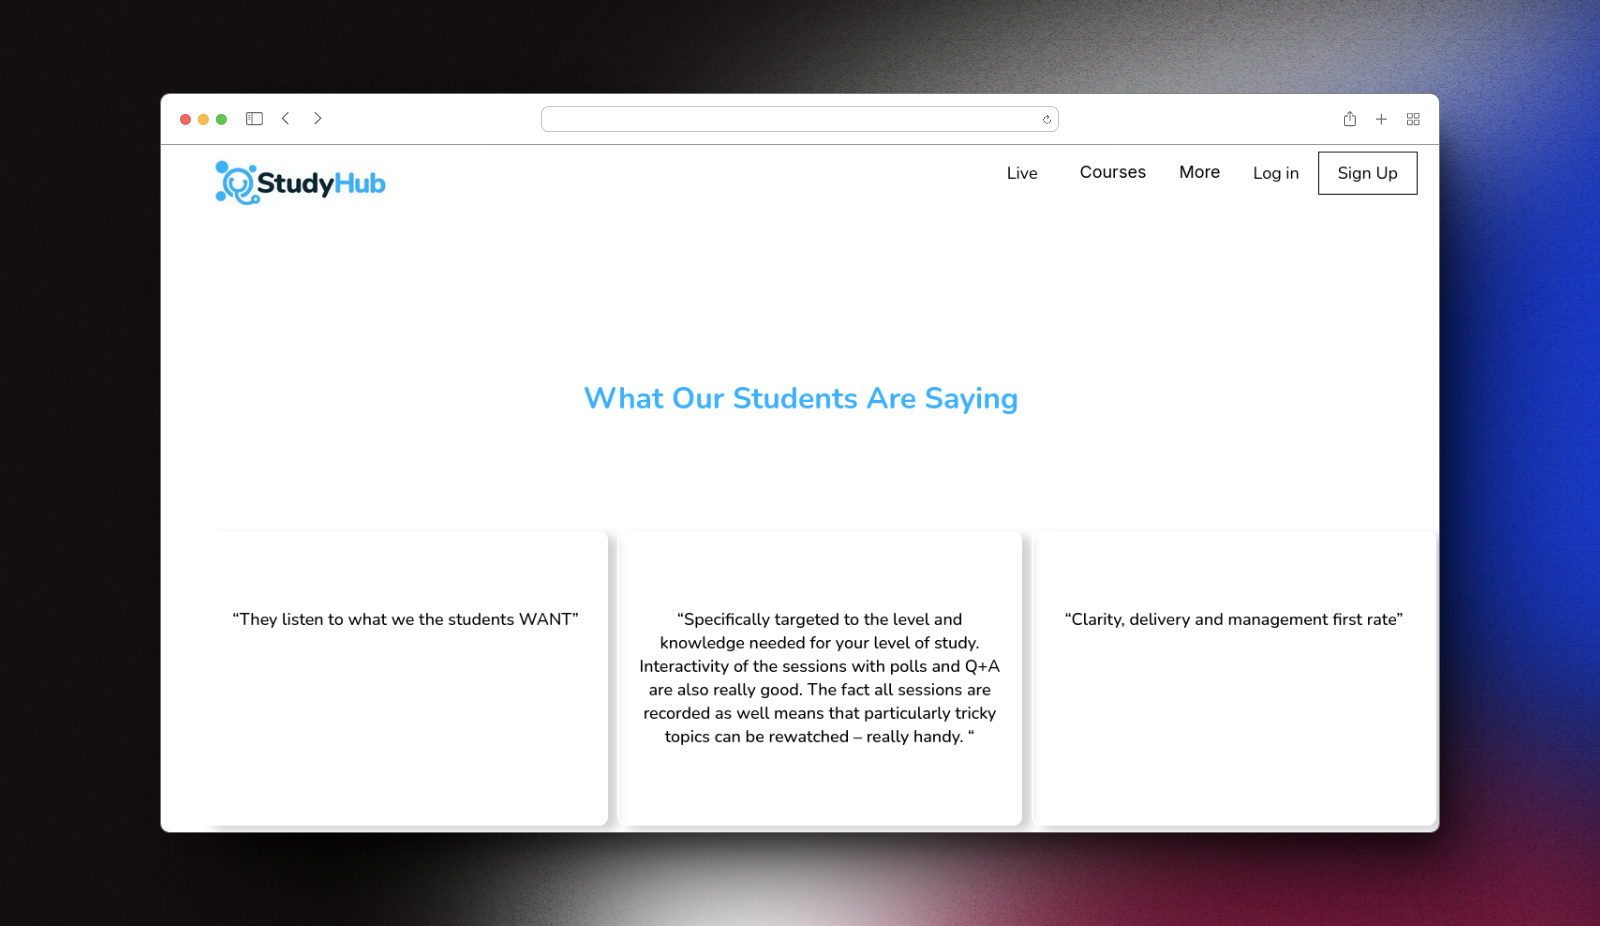 StudyHub
Live
Courses
More
Log in
Sign Up
What Our Students Are Saying
“They listen to what we the students WANT”
“Specifically targeted to the level and
knowledge needed for your level of study.
Interactivity of the sessions with polls and Q+A
are also really good. The fact all sessions are
recorded as well means that particularly tricky
topics can be rewatched – really handy. “
“Clarity, delivery and management first rate”